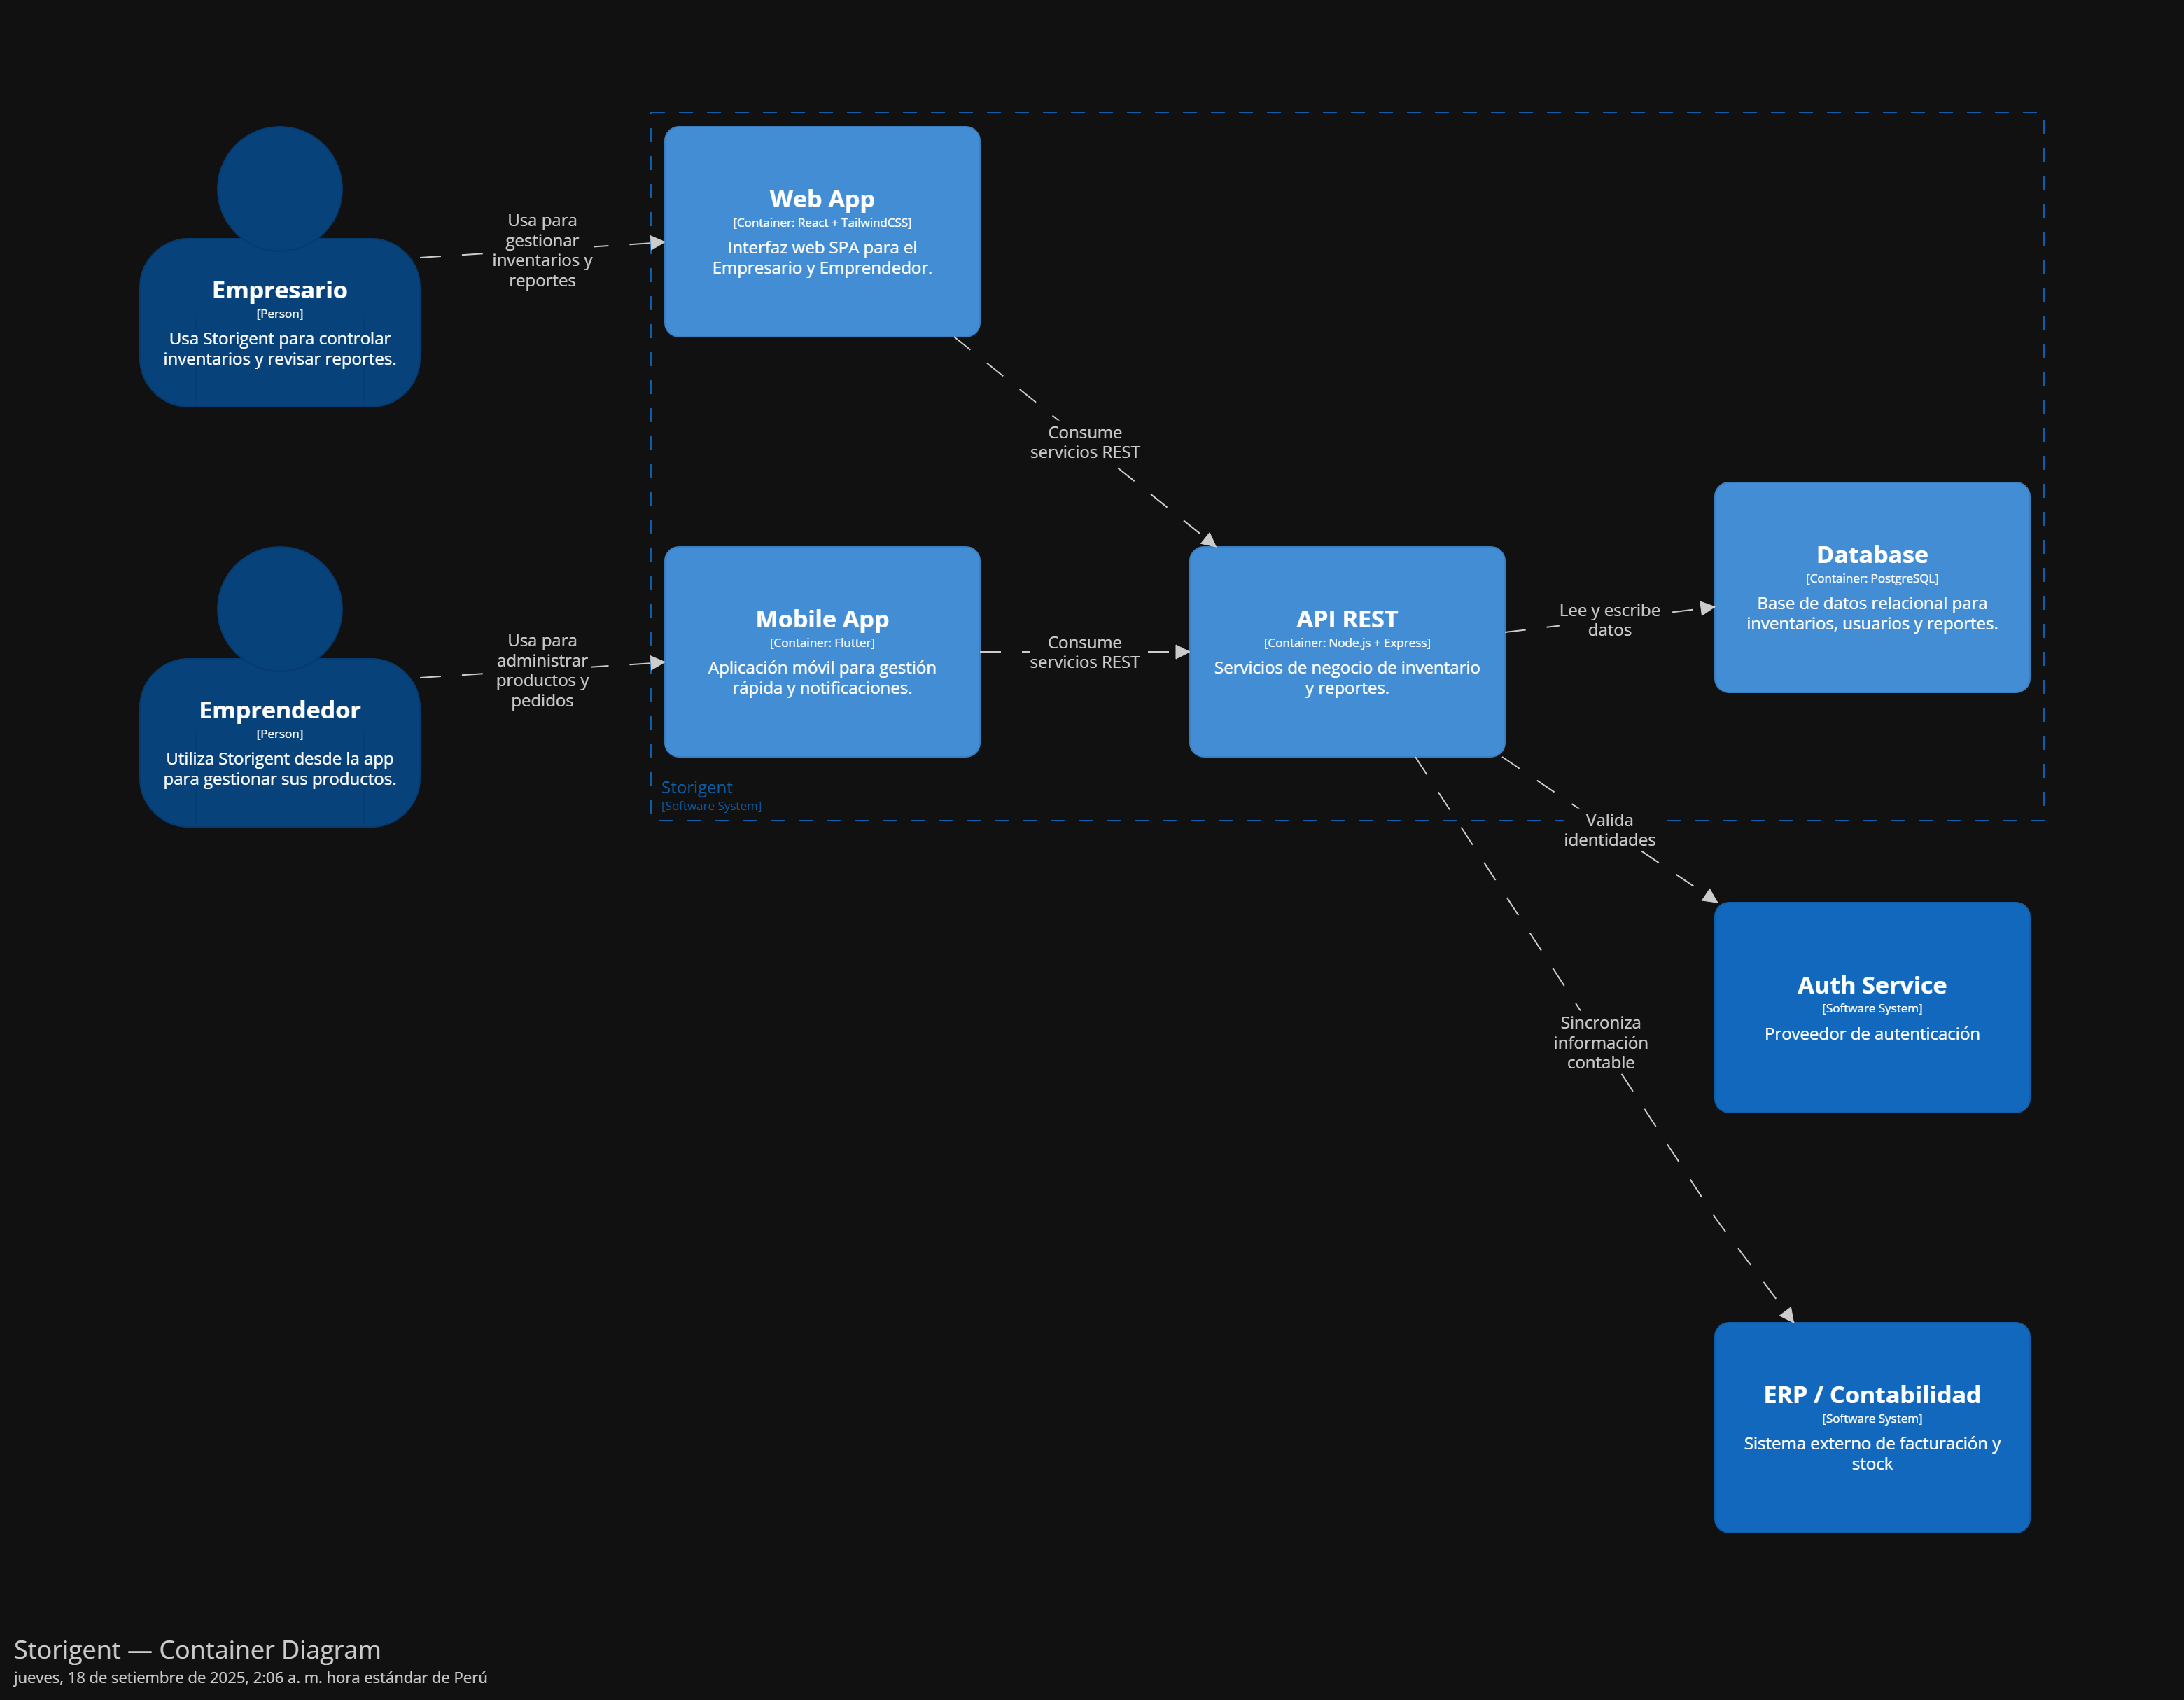 Empresario
[Person]
Usa Storigent para controlar
inventarios y revisar reportes.
Usa para
gestionar
inventarios y
reportes
Web App
[Container: React + TailwindCSS]
Interfaz web SPA para el
Empresario y Emprendedor.
Consume
servicios REST
Emprendedor
[Person]
Utiliza Storigent desde la app
para gestionar sus productos.
Usa para
administrar
productos y
pedidos
Mobile App
[Container: Flutter]
Aplicación móvil para gestión
rápida y notificaciones.
Consume
servicios REST
API REST
[Container: Node.js + Express]
Servicios de negocio de inventario
y reportes.
Lee y escribe
datos
Database
[Container: PostgreSQL]
Base de datos relacional para
inventarios, usuarios y reportes.
Storigent
[Software System]
Valida
identidades
Auth Service
[Software System]
Proveedor de autenticación
Sincroniza
información
contable
ERP / Contabilidad
[Software System]
Sistema externo de facturación y
stock
Storigent — Container Diagram
jueves, 18 de setiembre de 2025, 2:06 a. m. hora estándar de Perú